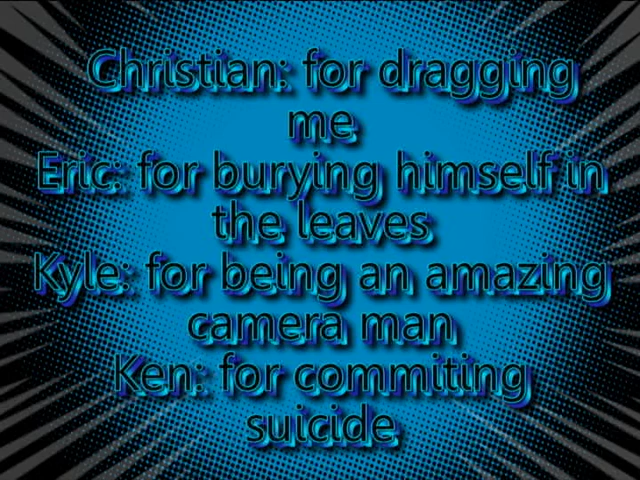 Christian: for dragging
me
Eric: for burying himself in
the leaves
Kyle: for being an amazing
camera man
Ken: for commiting
suicide